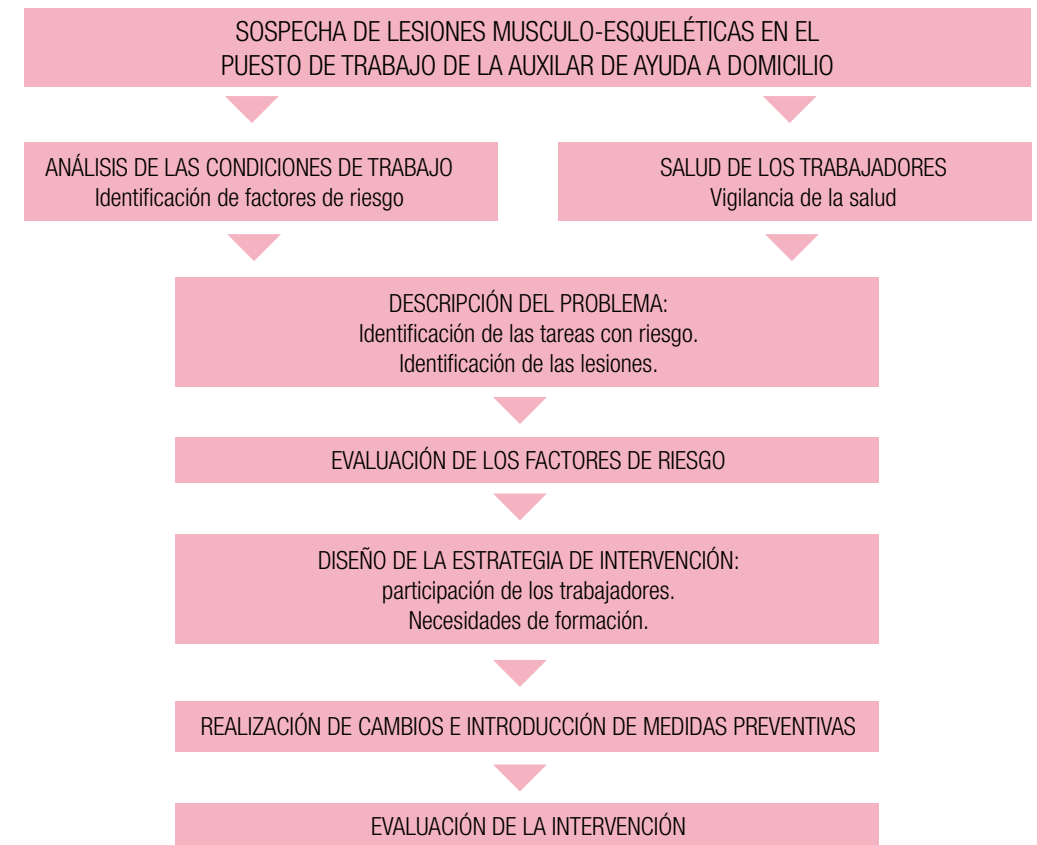 SOSPECHA DE LESIONES MUSCULO-ESQUELÉTICAS EN EL
PUESTO DE TRABAJO DE LA AUXILAR DE AYUDA A DOMICILIO
ANÁLISIS DE LAS CONDICIONES DE TRABAJO
Identificación de factores de riesgo
SALUD DE LOS TRABAJADORES
Vigilancia de la salud
DESCRIPCIÓN DEL PROBLEMA:
Identificación de las tareas con riesgo.
Identificación de las lesiones.
EVALUACIÓN DE LOS FACTORES DE RIESGO
DISEÑO DE LA ESTRATEGIA DE INTERVENCIÓN:
participación de los trabajadores.
Necesidades de formación.
REALIZACIÓN DE CAMBIOS E INTRODUCCIÓN DE MEDIDAS PREVENTIVAS
EVALUACIÓN DE LA INTERVENCIÓN